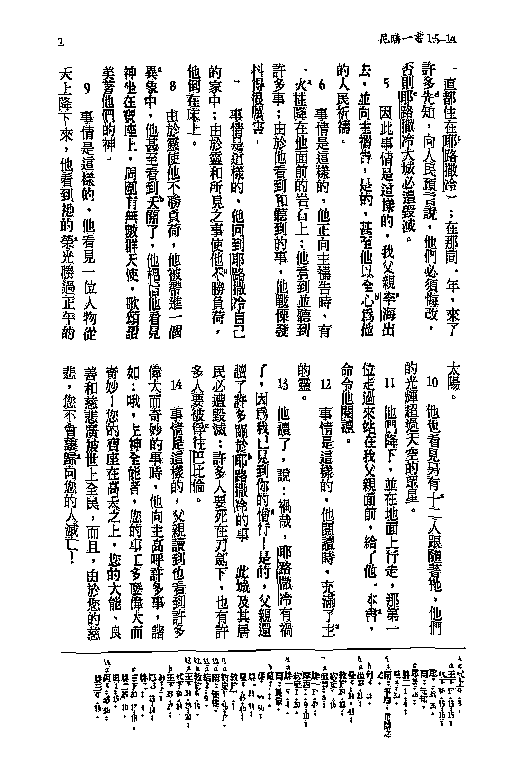 2
尼腓一書 1:5–14
一直都住在耶路撒冷)；在那同一年，來了
許多先知，向人民預言說，他們必須悔改，
否則耶路撒冷大城必遭毀滅。
5 因此事情是這樣的，我父親李海出
去，並向主禱告，是的，甚至他以全心爲他
的人民祈禱。
6 事情是這樣的，他正向主禱告時，有
火柱降在他面前的岩石上；他看到並聽到
許多事；由於他看到和聽到的事，他戰慄發
抖得很厲害。
7 事情是這樣的，他回到耶路撒冷自己
的家中；由於靈和所見之事使他不勝負荷，
他倒在床上。
8 由於靈使他不勝負荷，他被帶進一個
異象中，他甚至看到天開了，他相信他看見
神坐在寶座上，周圍有無數群天使，歌頌讚
美著他們的神。
9 事情是這樣的，他看見一位人物從
天上降下來，他看到祂的榮光勝過正午的
太陽。
10 他也看見另有十二人跟隨著祂，他們
的光輝超過天空的眾星。
11 他們降下，並在地面上行走，那第一
位走過來站在我父親面前，給了他一本書，
命令他閱讀。
12 事情是這樣的，他閱讀時，充滿了主
的靈。
13 他讀了，說：禍哉，耶路撒冷有禍
了，因爲我已見到你的憎行！是的，父親還
讀了許多關於耶路撒冷的事——此城及其居
民必遭毀滅；許多人要死在刀劍下，也有許
多人要被俘往巴比倫。
14 事情是這樣的，父親讀到也看到許多
偉大而奇妙的事時，他向主高呼許多事，諸
如：哦，主神全能者，您的事工多麼偉大而
奇妙！您的寶座在高天之上，您的大能、良
善和慈悲廣被世上全民，而且，由於您的慈
悲，您不會讓歸向您的人滅亡！